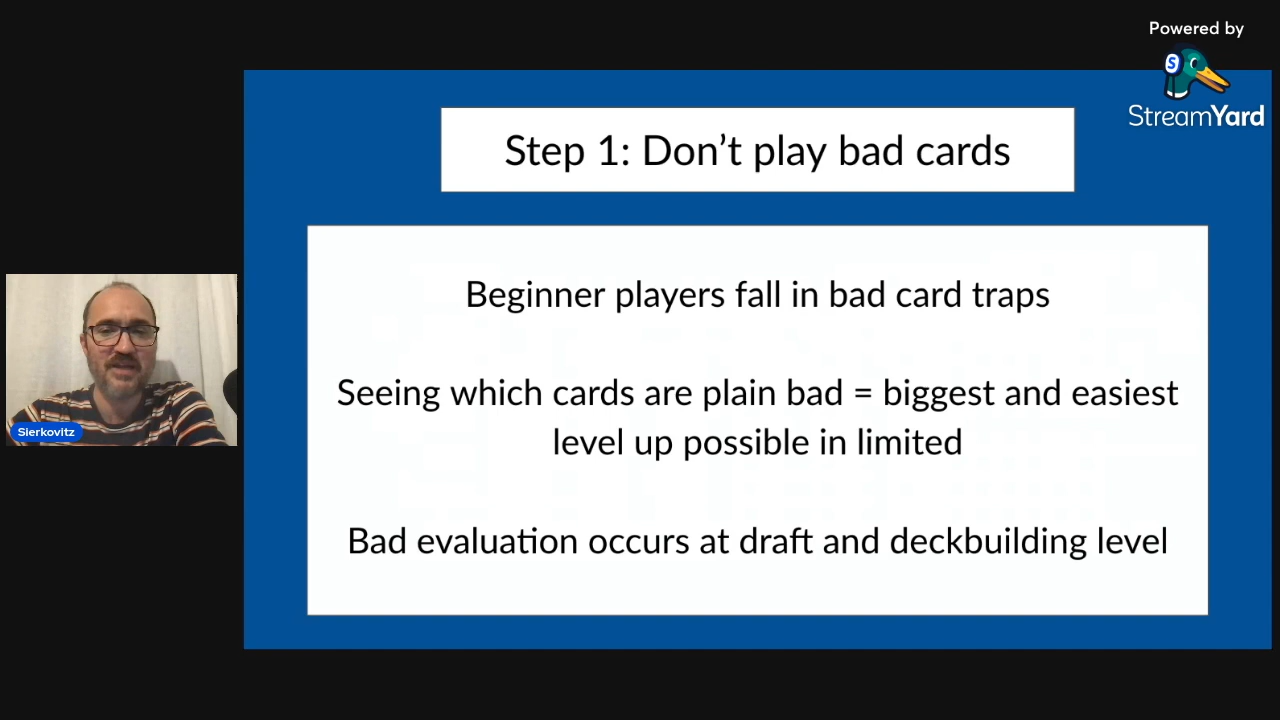 Powered by
S
StreamYard
Step 1: Don’t play bad cards
Beginner players fall in bad card traps
Seeing which cards are plain bad = biggest and easiest
level up possible in limited
Bad evaluation occurs at draft and deckbuilding level
Sierkovitz